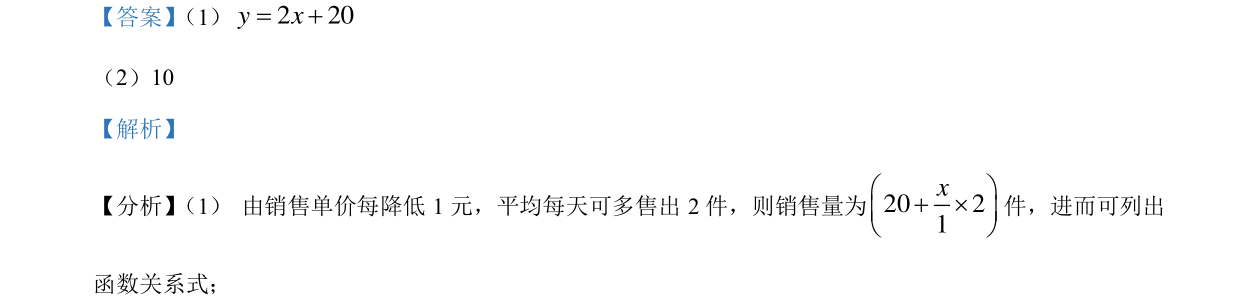 【答案】（1） y = 2x + 20
（2）10
【解析】
【分析】（1） 由销售单价每降低 1 元，平均每天可多售出 2 件，则销售量为(20 + x/1 × 2)件，进而可列出
函数关系式；